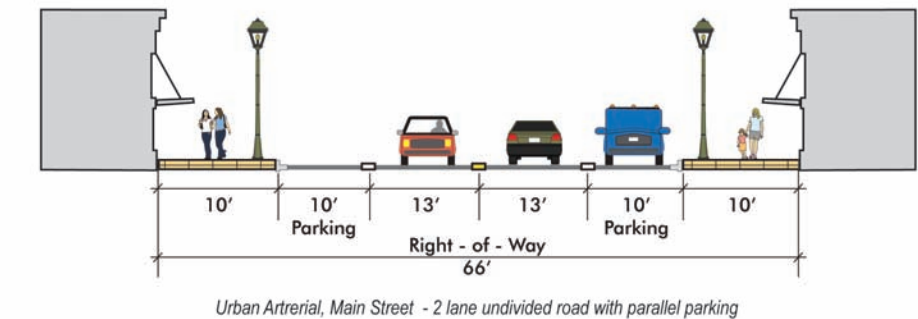 10' 10' 13' 13' 10' 10'
Parking Parking
Right - of - Way
66'
Urban Artrerial, Main Street - 2 lane undivided road with parallel parking